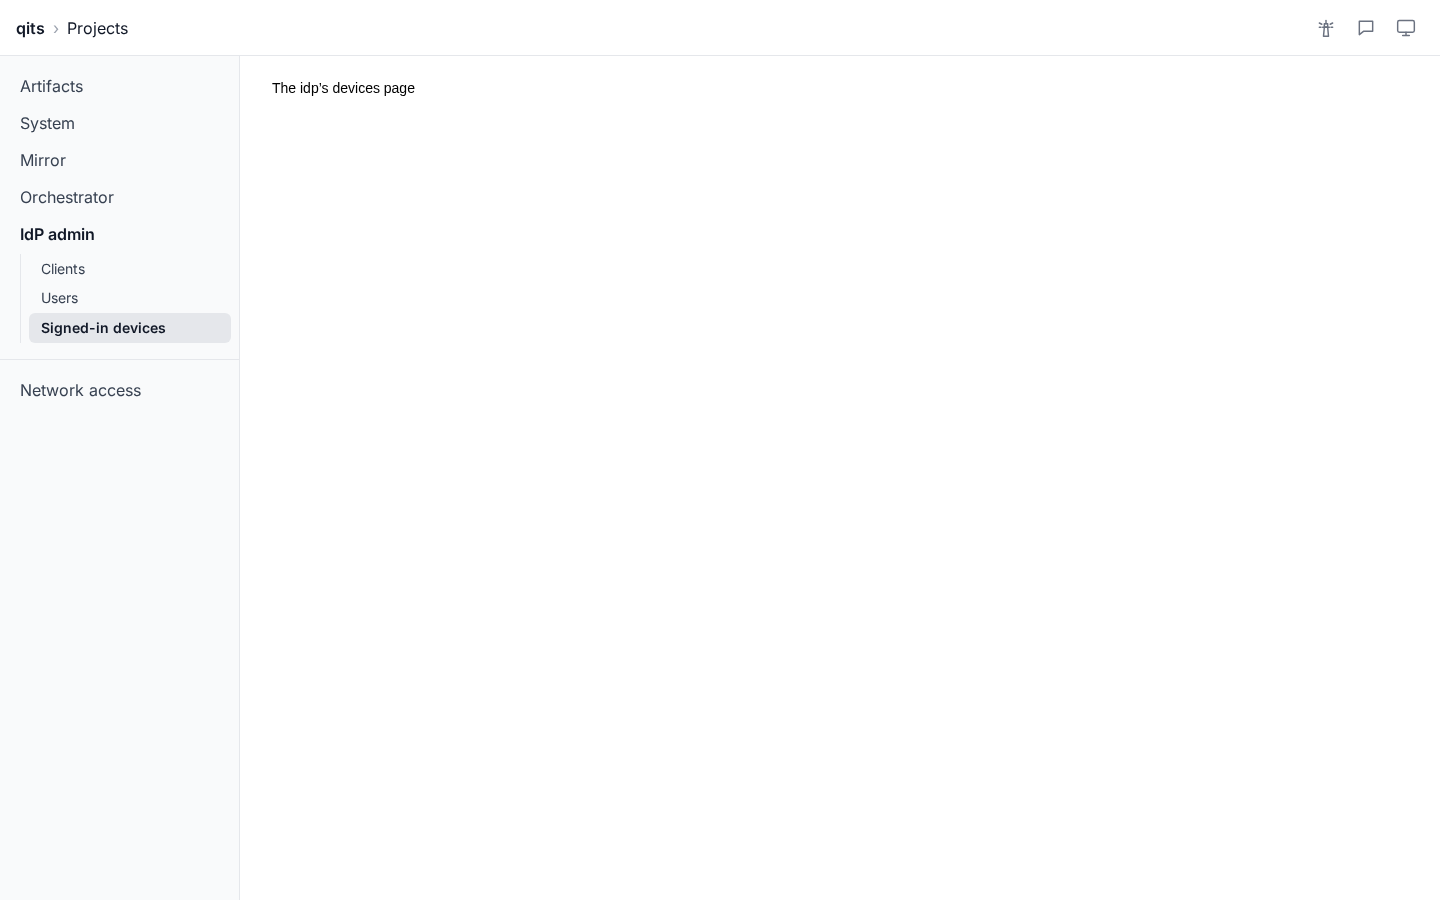 qits › Projects
Artifacts
System
Mirror
Orchestrator
IdP admin
Clients
Users
Signed-in devices
Network access
The idp's devices page